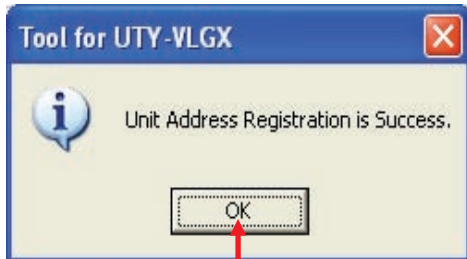 Tool for UTY-VLGX
Unit Address Registration is Success.
OK